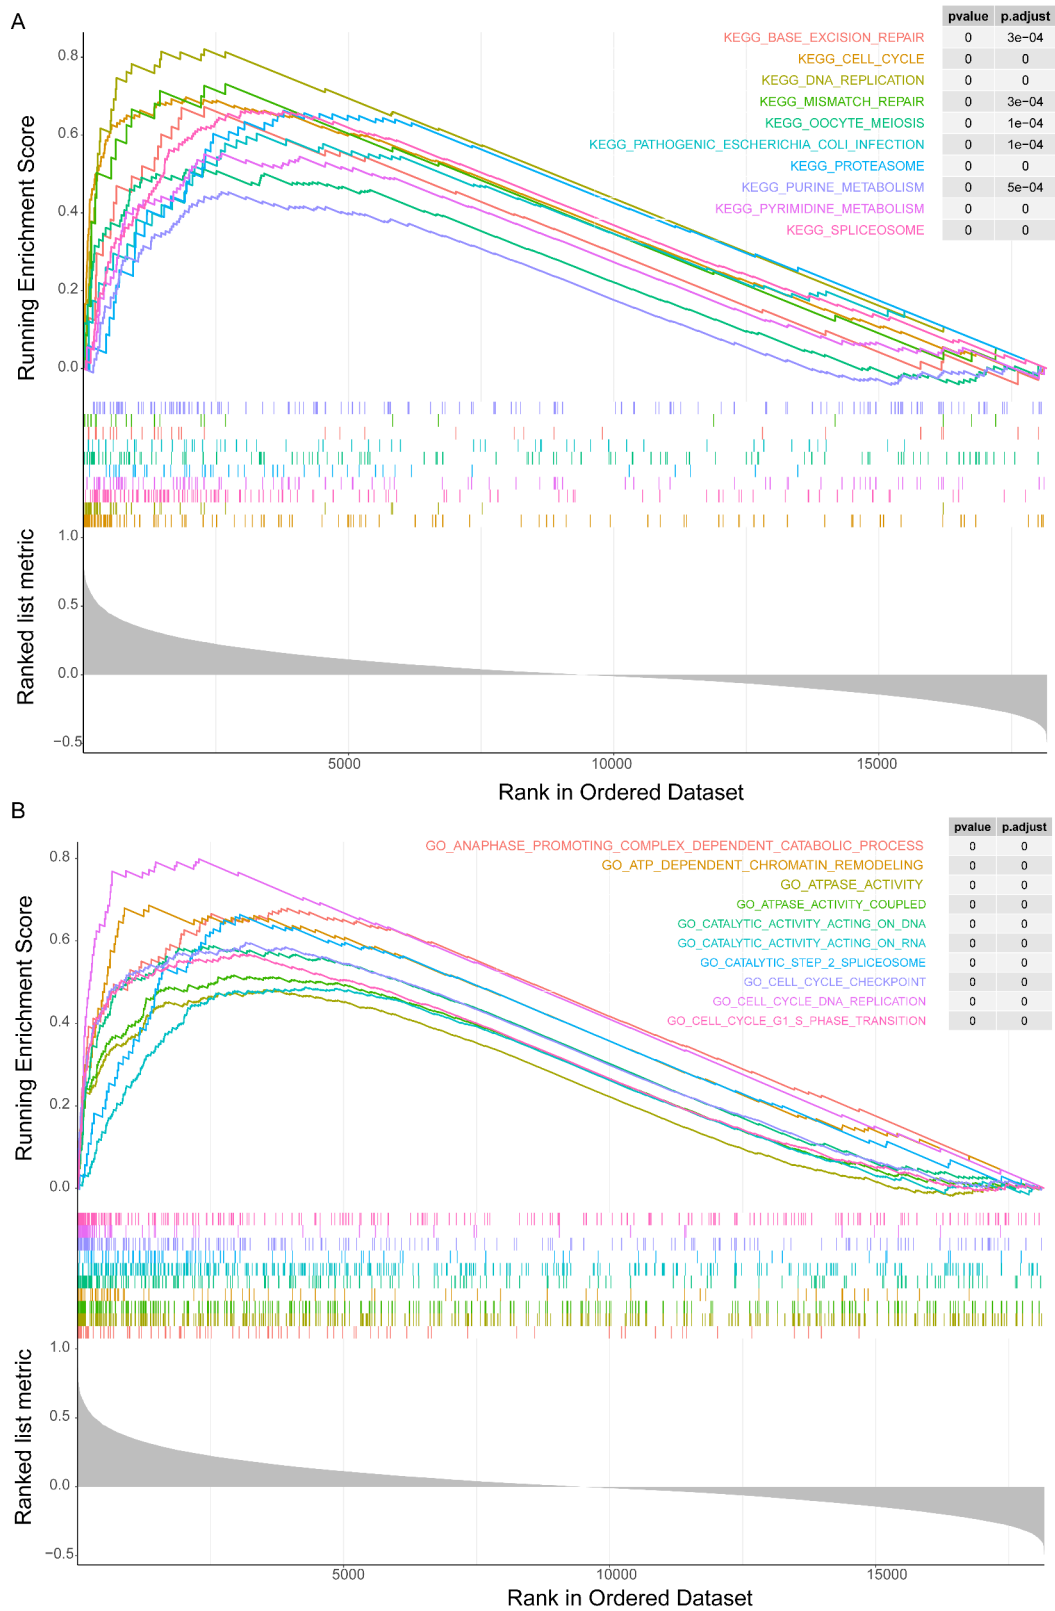 A
pvalue p.adjust
KEGG_BASE_EXCISION_REPAIR 0 3e−04
KEGG_CELL_CYCLE 0 0
KEGG_DNA_REPLICATION 0 0
KEGG_MISMATCH_REPAIR 0 3e−04
KEGG_OOCYTE_MEIOSIS 0 1e−04
KEGG_PATHOGENIC_ESCHERICHIA_COLI_INFECTION 0 1e−04
KEGG_PROTEASOME 0 0
KEGG_PURINE_METABOLISM 0 5e−04
KEGG_PYRIMIDINE_METABOLISM 0 0
KEGG_SPLICEOSOME 0 0
Running Enrichment Score
0.8
0.6
0.4
0.2
0.0
Ranked list metric
1.0
0.5
0.0
−0.5
5000 10000 15000
Rank in Ordered Dataset
B
pvalue p.adjust
GO_ANAPHASE_PROMOTING_COMPLEX_DEPENDENT_CATABOLIC_PROCESS 0 0
GO_ATP_DEPENDENT_CHROMATIN_REMODELING 0 0
GO_ATPASE_ACTIVITY 0 0
GO_ATPASE_ACTIVITY_COUPLED 0 0
GO_CATALYTIC_ACTIVITY_ACTING_ON_DNA 0 0
GO_CATALYTIC_ACTIVITY_ACTING_ON_RNA 0 0
GO_CATALYTIC_STEP_2_SPLICEOSOME 0 0
GO_CELL_CYCLE_CHECKPOINT 0 0
GO_CELL_CYCLE_DNA_REPLICATION 0 0
GO_CELL_CYCLE_G1_S_PHASE_TRANSITION 0 0
Running Enrichment Score
0.8
0.6
0.4
0.2
0.0
Ranked list metric
1.0
0.5
0.0
−0.5
5000 10000 15000
Rank in Ordered Dataset